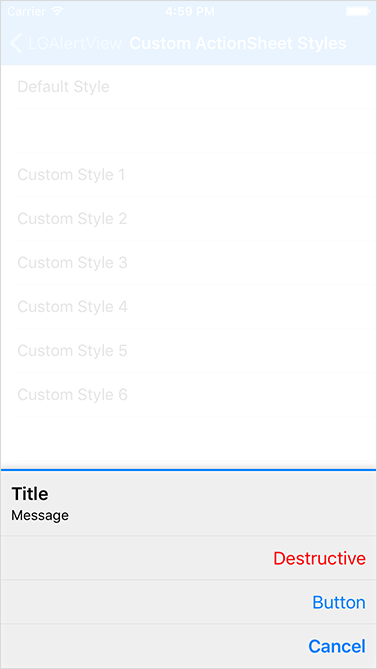 Carrier 4:59 PM
LGAlertView Custom ActionSheet Styles
Default Style
Custom Style 1
Custom Style 2
Custom Style 3
Custom Style 4
Custom Style 5
Custom Style 6
Title
Message
Destructive
Button
Cancel